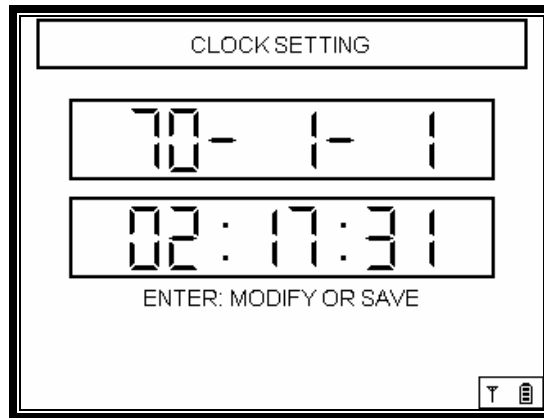 CLOCK SETTING
70- 1- 1
02:17:31
ENTER: MODIFY OR SAVE